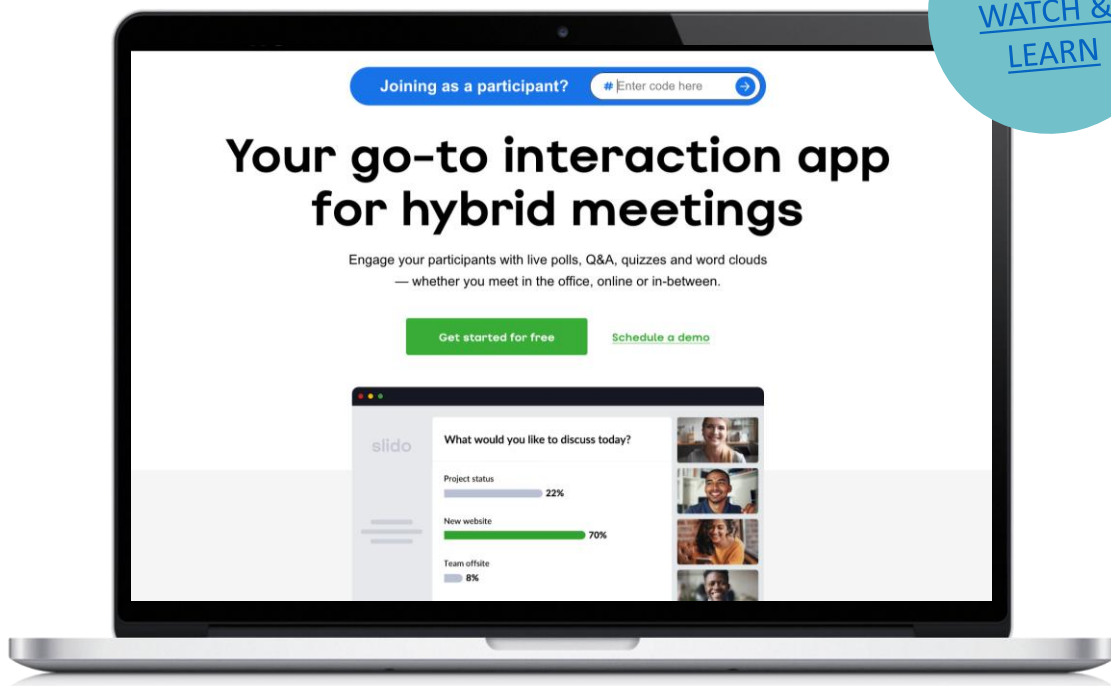 WATCH &
LEARN
Joining as a participant?
# Enter code here
Your go-to interaction app
for hybrid meetings
Engage your participants with live polls, Q&A, quizzes and word clouds
— whether you meet in the office, online or in-between.
Get started for free
Schedule a demo
slido
What would you like to discuss today?
Project status
22%
New website
70%
Team offsite
8%